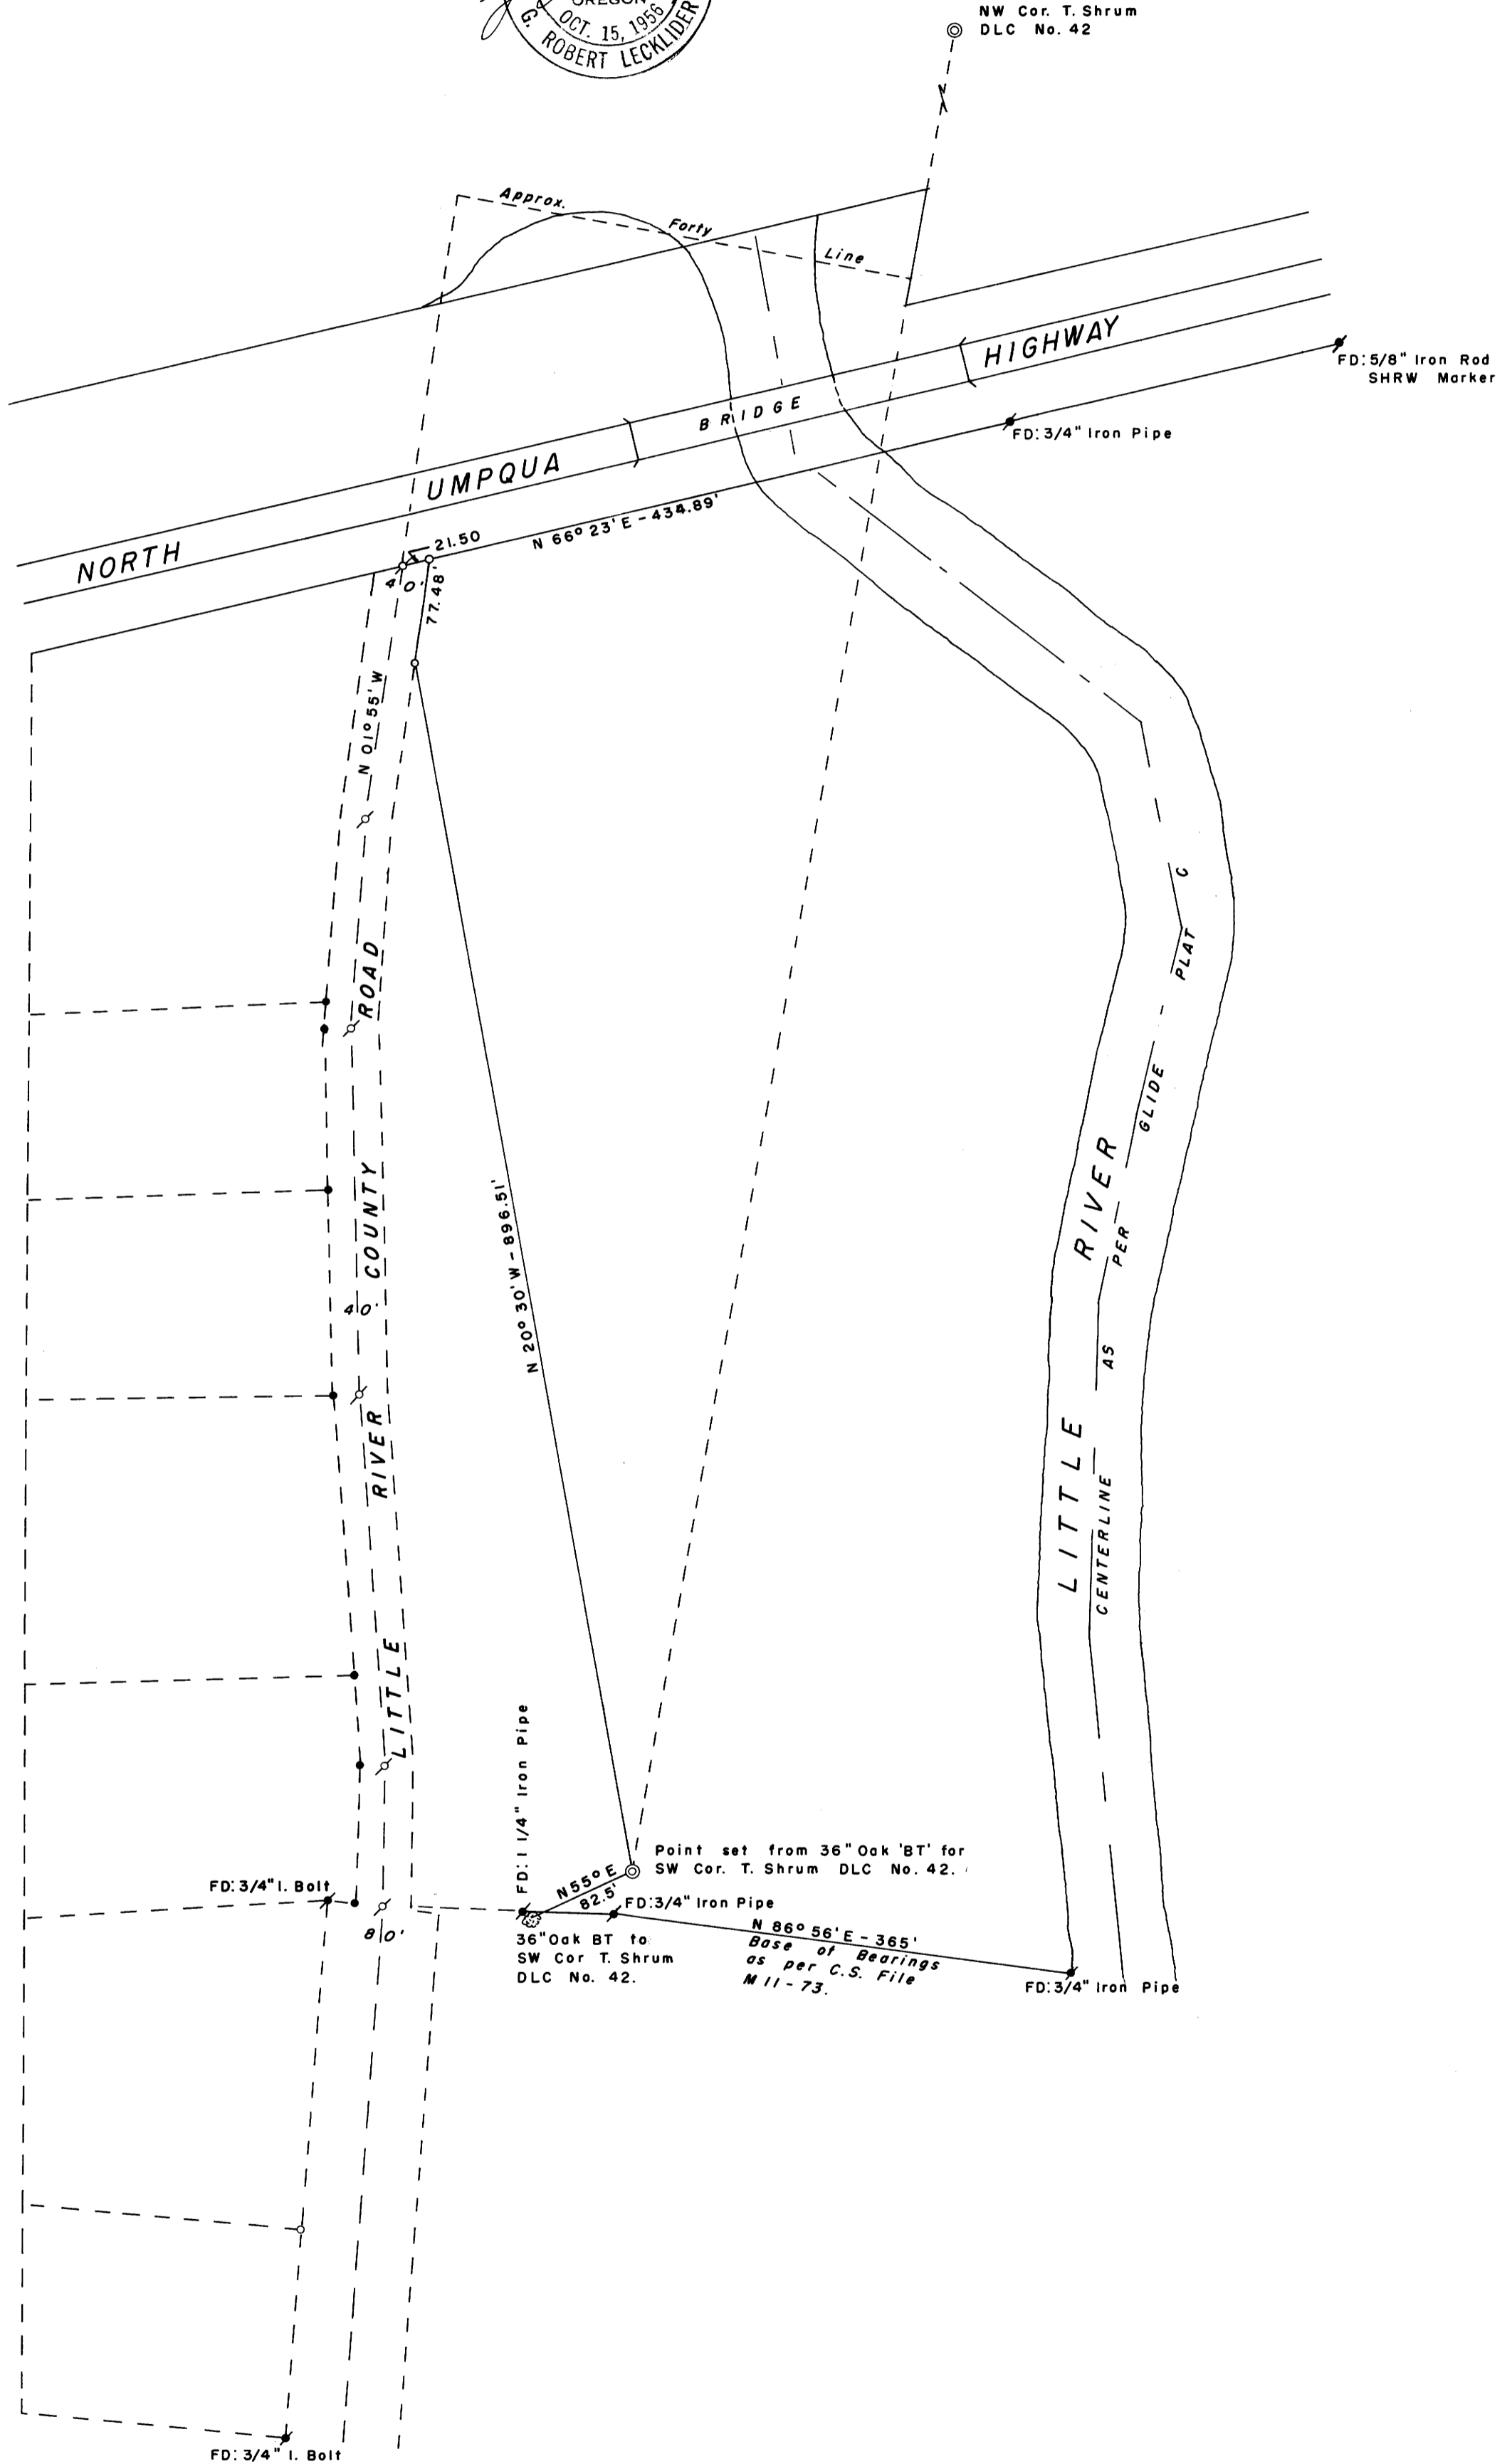 OREGON
OCT. 15, 1956
G. ROBERT LECKLIDER
NW Cor. T. Shrum
DLC No. 42
Approx. Forty Line
NORTH UMPQUA HIGHWAY
BRIDGE
FD: 5/8" Iron Rod
SHRW Marker
FD: 3/4" Iron Pipe
21.50
N 66° 23' E - 434.89'
40'
77.48'
N 01° 55' W
LITTLE RIVER COUNTY ROAD
40'
N 20° 30' W - 896.51'
LITTLE RIVER
CENTERLINE AS PER GLIDE PLAT C
FD: 1 1/4" Iron Pipe
Point set from 36" Oak 'BT' for
SW Cor. T. Shrum DLC No. 42.
N 55° E
82.5'
FD: 3/4" I. Bolt
FD: 3/4" Iron Pipe
80'
36" Oak BT to
SW Cor T. Shrum
DLC No. 42.
N 86° 56' E - 365'
Base of Bearings
as per C.S. File
M 11-73.
FD: 3/4" Iron Pipe
FD: 3/4" I. Bolt